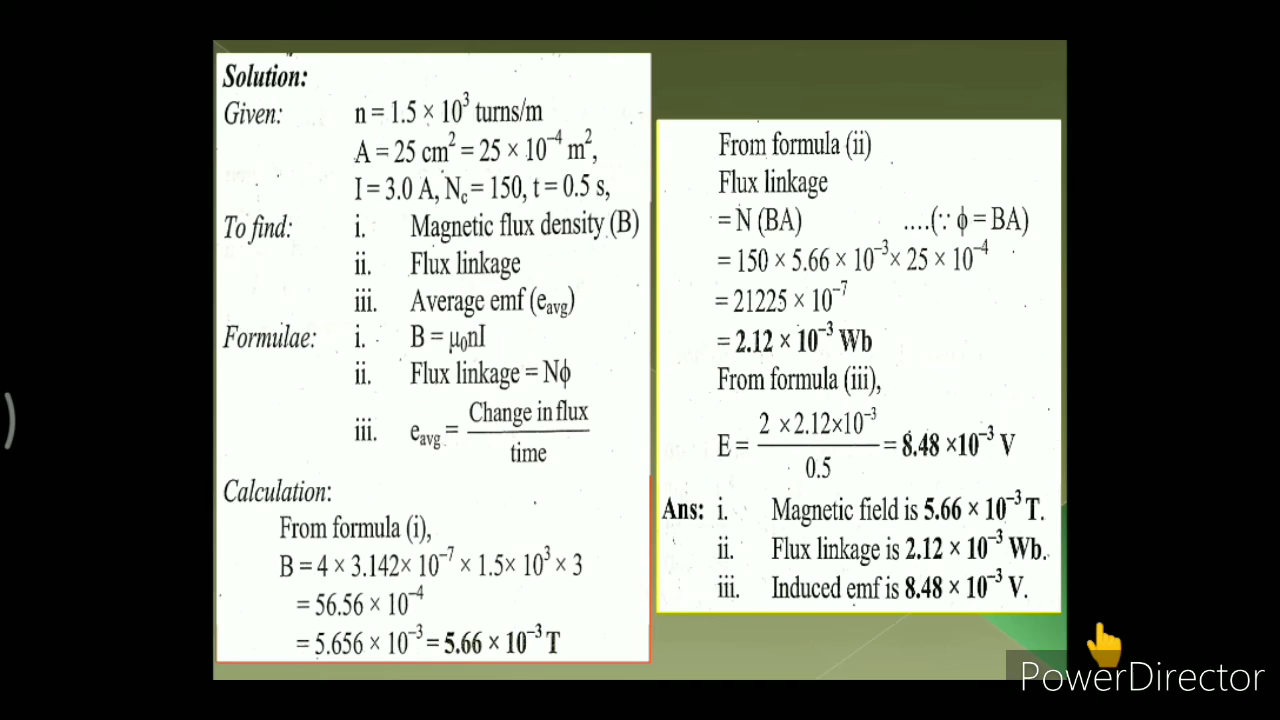 Solution:
Given: n = 1.5 × 10³ turns/m
A = 25 cm² = 25 × 10⁻⁴ m²,
I = 3.0 A, N_c = 150, t = 0.5 s,
To find: i. Magnetic flux density (B)
ii. Flux linkage
iii. Average emf (e_avg)
Formulae: i. B = μ₀nI
ii. Flux linkage = Nϕ
iii. e_avg = Change in flux / time
Calculation:
From formula (i),
B = 4 × 3.142× 10⁻⁷ × 1.5× 10³ × 3
= 56.56 × 10⁻⁴
= 5.656 × 10⁻³ = 5.66 × 10⁻³ T
From formula (ii)
Flux linkage
= N (BA) ....(∵ ϕ = BA)
= 150 × 5.66 × 10⁻³ × 25 × 10⁻⁴
= 21225 × 10⁻⁷
= 2.12 × 10⁻³ Wb
From formula (iii),
E = 2 ×2.12×10⁻³ / 0.5 = 8.48 ×10⁻³ V
Ans: i. Magnetic field is 5.66 × 10⁻³ T.
ii. Flux linkage is 2.12 × 10⁻³ Wb.
iii. Induced emf is 8.48 × 10⁻³ V.
PowerDirector